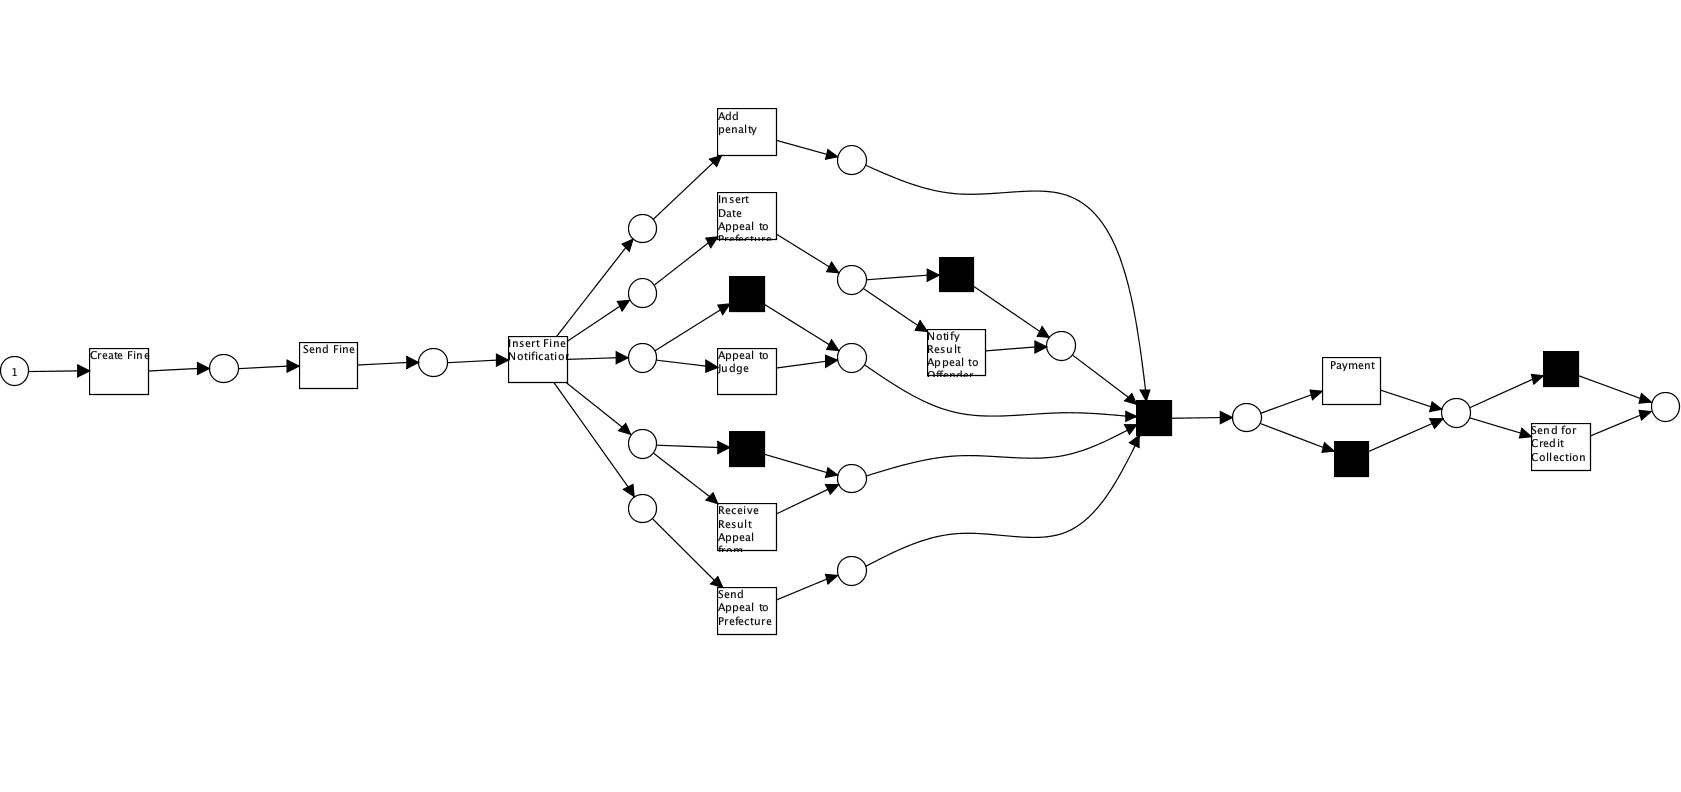 Add
penalty
Insert
Date
Appeal to
Prefecture
Create Fine
Send Fine
Insert Fine
Notification
Appeal to
Judge
Notify
Result
Appeal to
Offender
Payment
1
Send for
Credit
Collection
Receive
Result
Appeal
from
Send
Appeal to
Prefecture